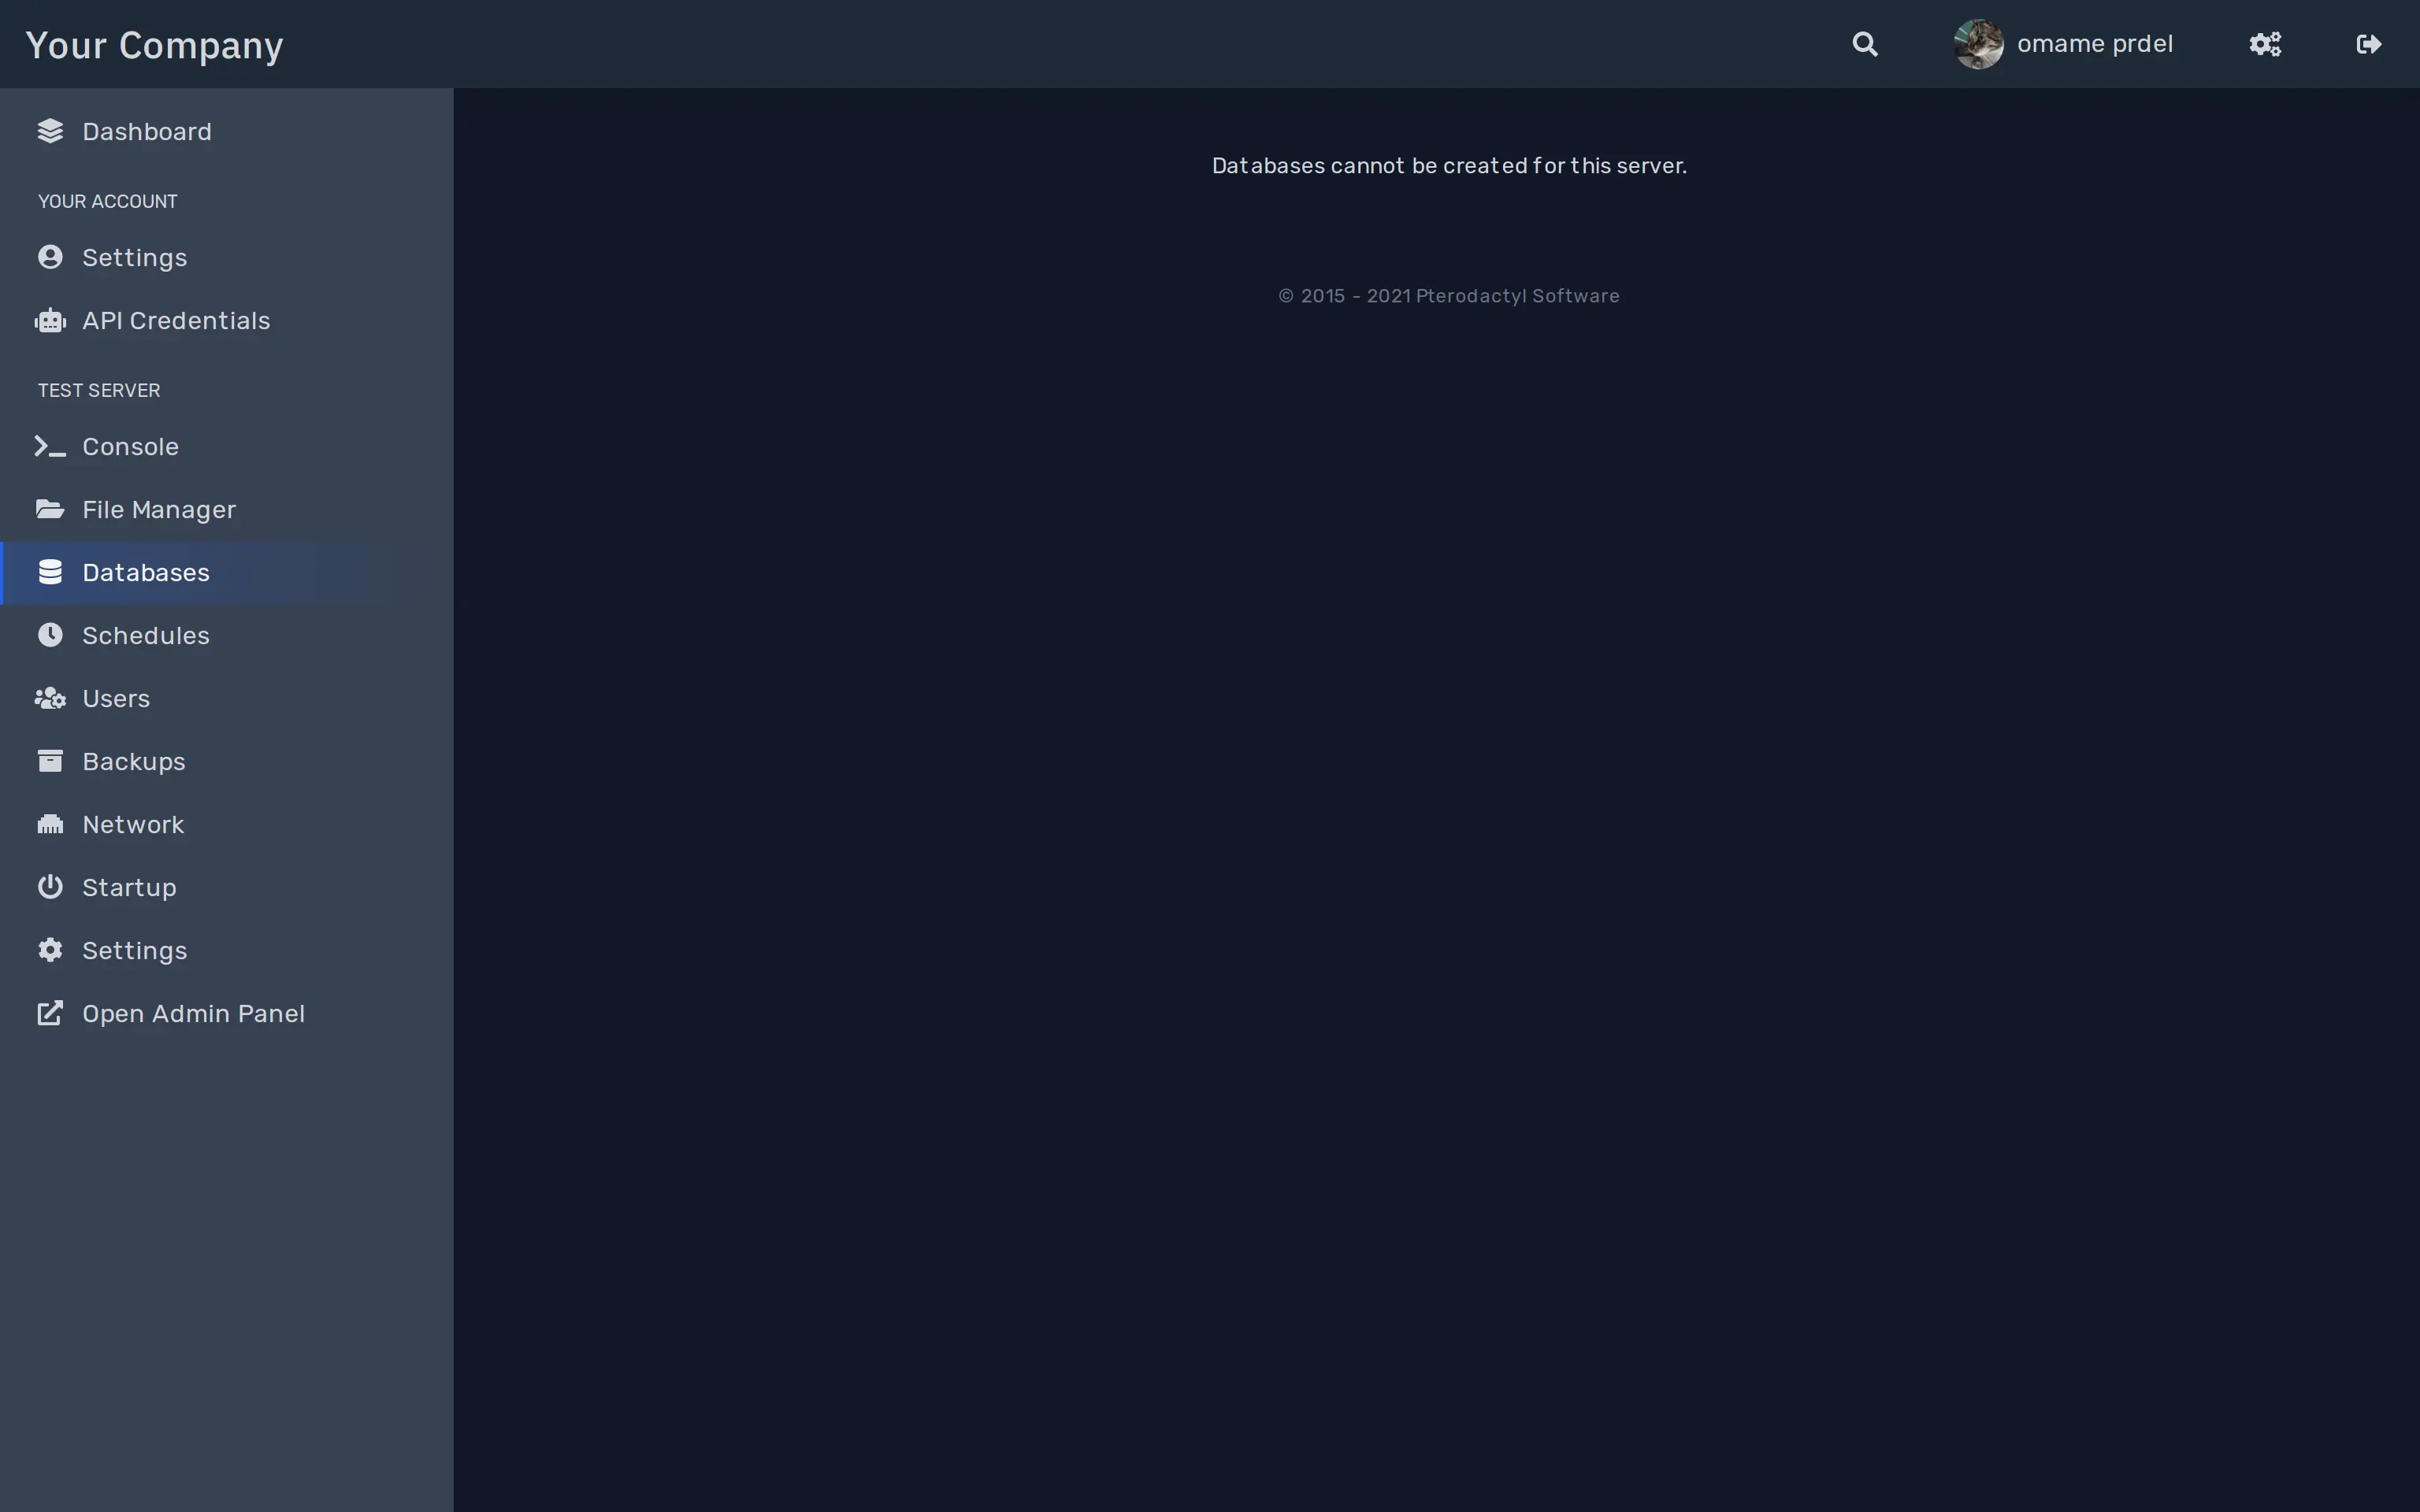 Your Company
omame prdel
Dashboard
YOUR ACCOUNT
Settings
API Credentials
TEST SERVER
Console
File Manager
Databases
Schedules
Users
Backups
Network
Startup
Settings
Open Admin Panel
Databases cannot be created for this server.
© 2015 - 2021 Pterodactyl Software